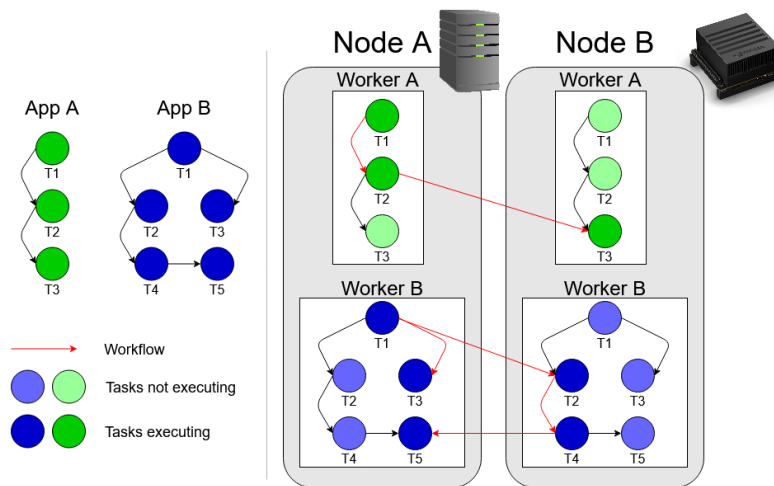 Node A
Node B
Worker A
Worker A
App A
App B
T1
T1
T1
T1
T2
T2
T2
T3
T2
T3
T3
T3
T4
T5
Worker B
Worker B
T1
T1
Workflow
T2
T3
T2
T3
Tasks not executing
Tasks executing
T4
T5
T4
T5